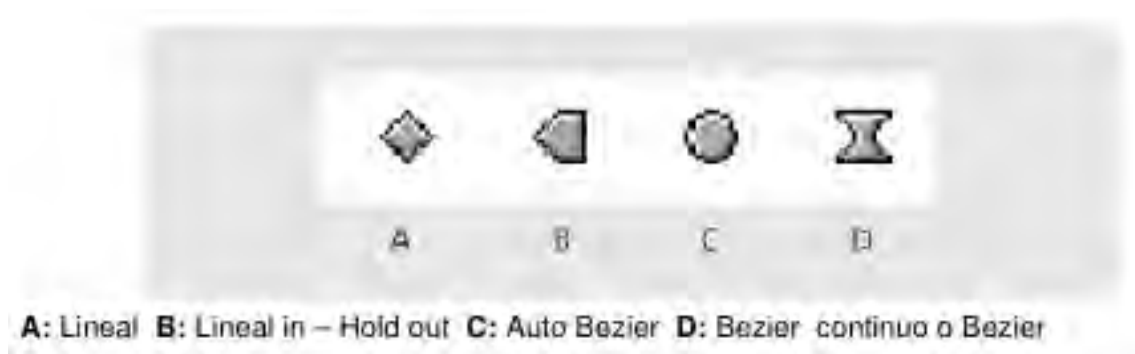 A B C D
A: Lineal B: Lineal in – Hold out C: Auto Bezier D: Bezier continuo o Bezier